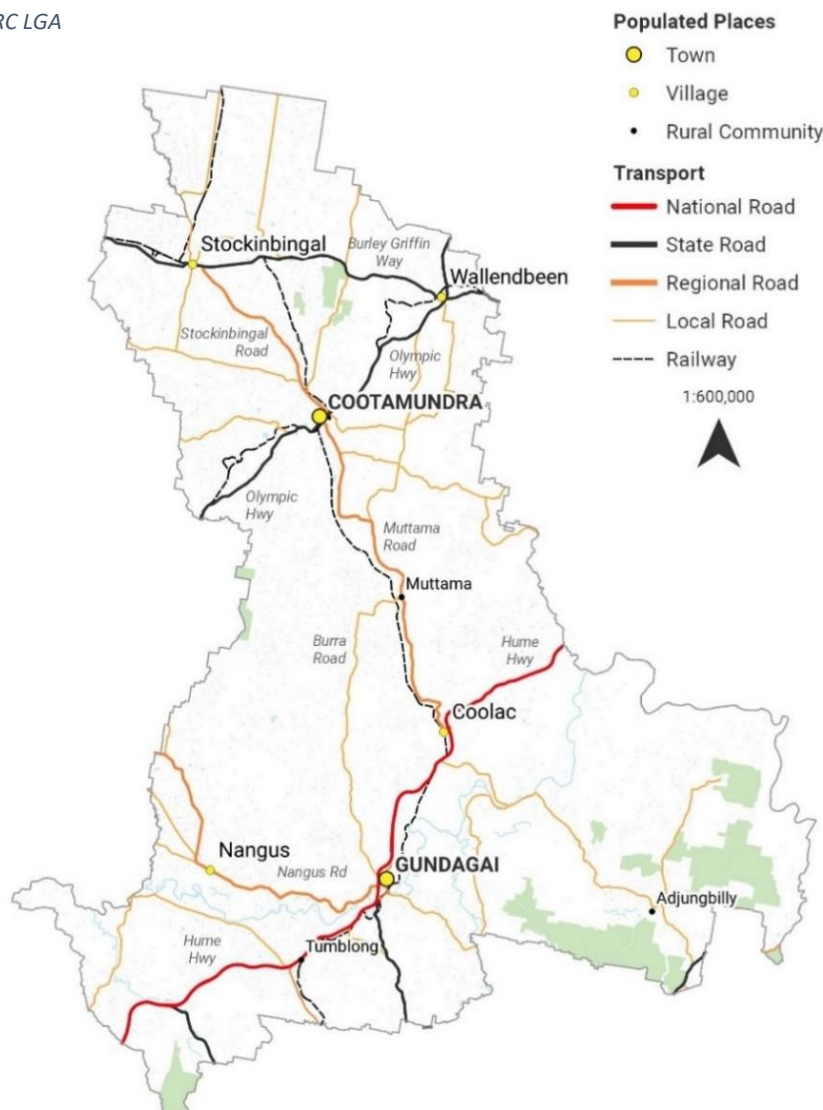 RC LGA
Populated Places
Town
Village
Rural Community
Transport
National Road
State Road
Regional Road
Local Road
Railway
1:600,000
Stockinbingal
Burley Griffin
Way
Wallendbeen
Stockinbingal
Road
Olympic
Hwy
COOTAMUNDRA
Olympic
Hwy
Muttama
Road
Muttama
Burra
Road
Hume
Hwy
Coolac
Nangus
Nangus Rd
GUNDAGAI
Adjungbilly
Hume
Hwy
Tumblong